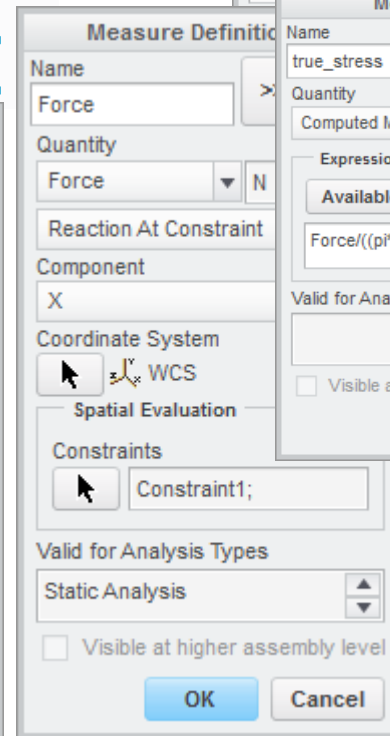 Measure Definitio
Name
Force
>>
Quantity
Force
N
Reaction At Constraint
Component
X
Coordinate System
WCS
Spatial Evaluation
Constraints
Constraint1;
Valid for Analysis Types
Static Analysis
Visible at higher assembly level
OK
Cancel
Name
true_stress
Quantity
Computed M
Expressio
Availabl
Force/((pi*
Valid for Ana
Visible a